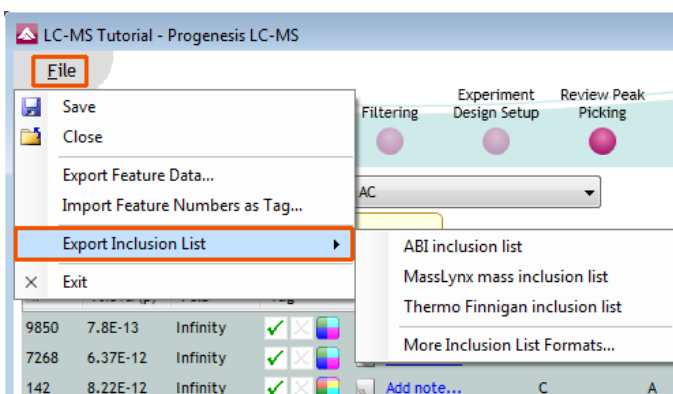 LC-MS Tutorial - Progenesis LC-MS
File
Save
Close
Export Feature Data...
Import Feature Numbers as Tag...
Export Inclusion List
Exit
Filtering
Experiment
Design Setup
Review Peak
Picking
AC
ABI inclusion list
MassLynx mass inclusion list
Thermo Finnigan inclusion list
More Inclusion List Formats...
9850 7.8E-13 Infinity
7268 6.37E-12 Infinity
142 8.22E-12 Infinity Add note... C A